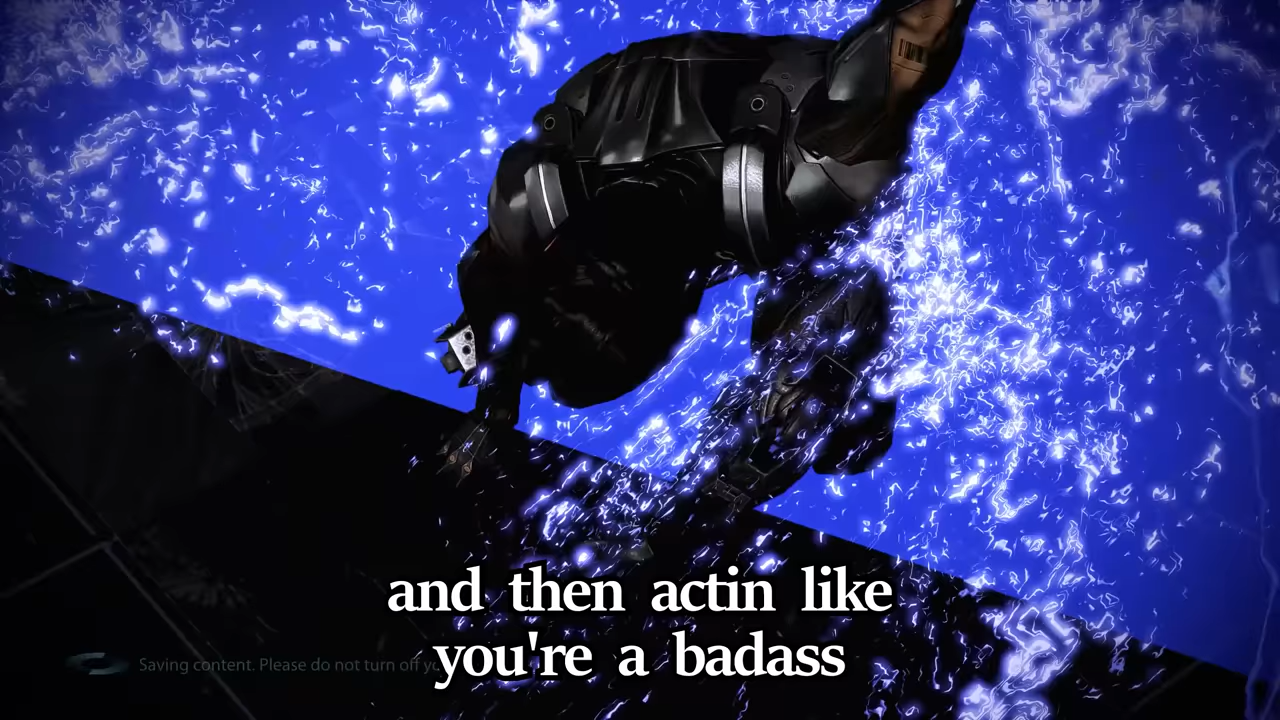 and then actin like
you're a badass
Saving content. Please do not turn off